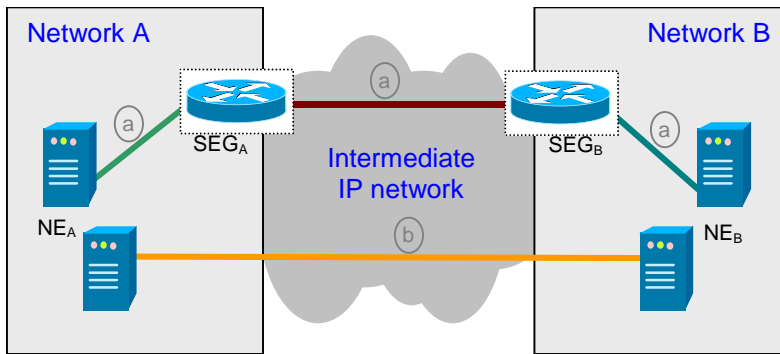 Network A
Network B
a
a
a
SEGA
SEGB
Intermediate
IP network
NEA
NEB
b